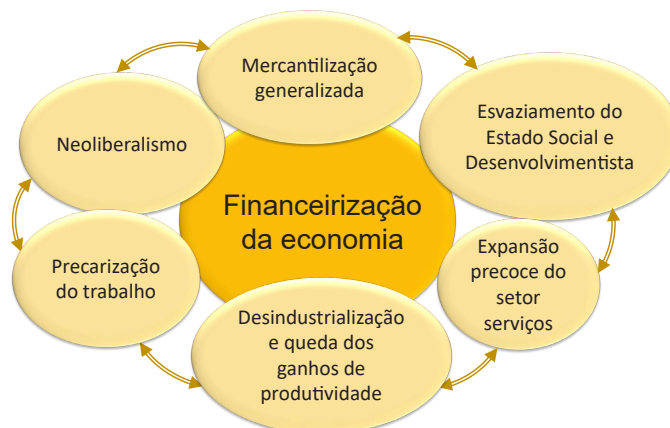 Mercantilização
generalizada
Neoliberalismo
Esvaziamento do
Estado Social e
Desenvolvimentista
Financeirização
da economia
Precarização
do trabalho
Expansão
precoce do
setor
serviços
Desindustrialização
e queda dos
ganhos de
produtividade